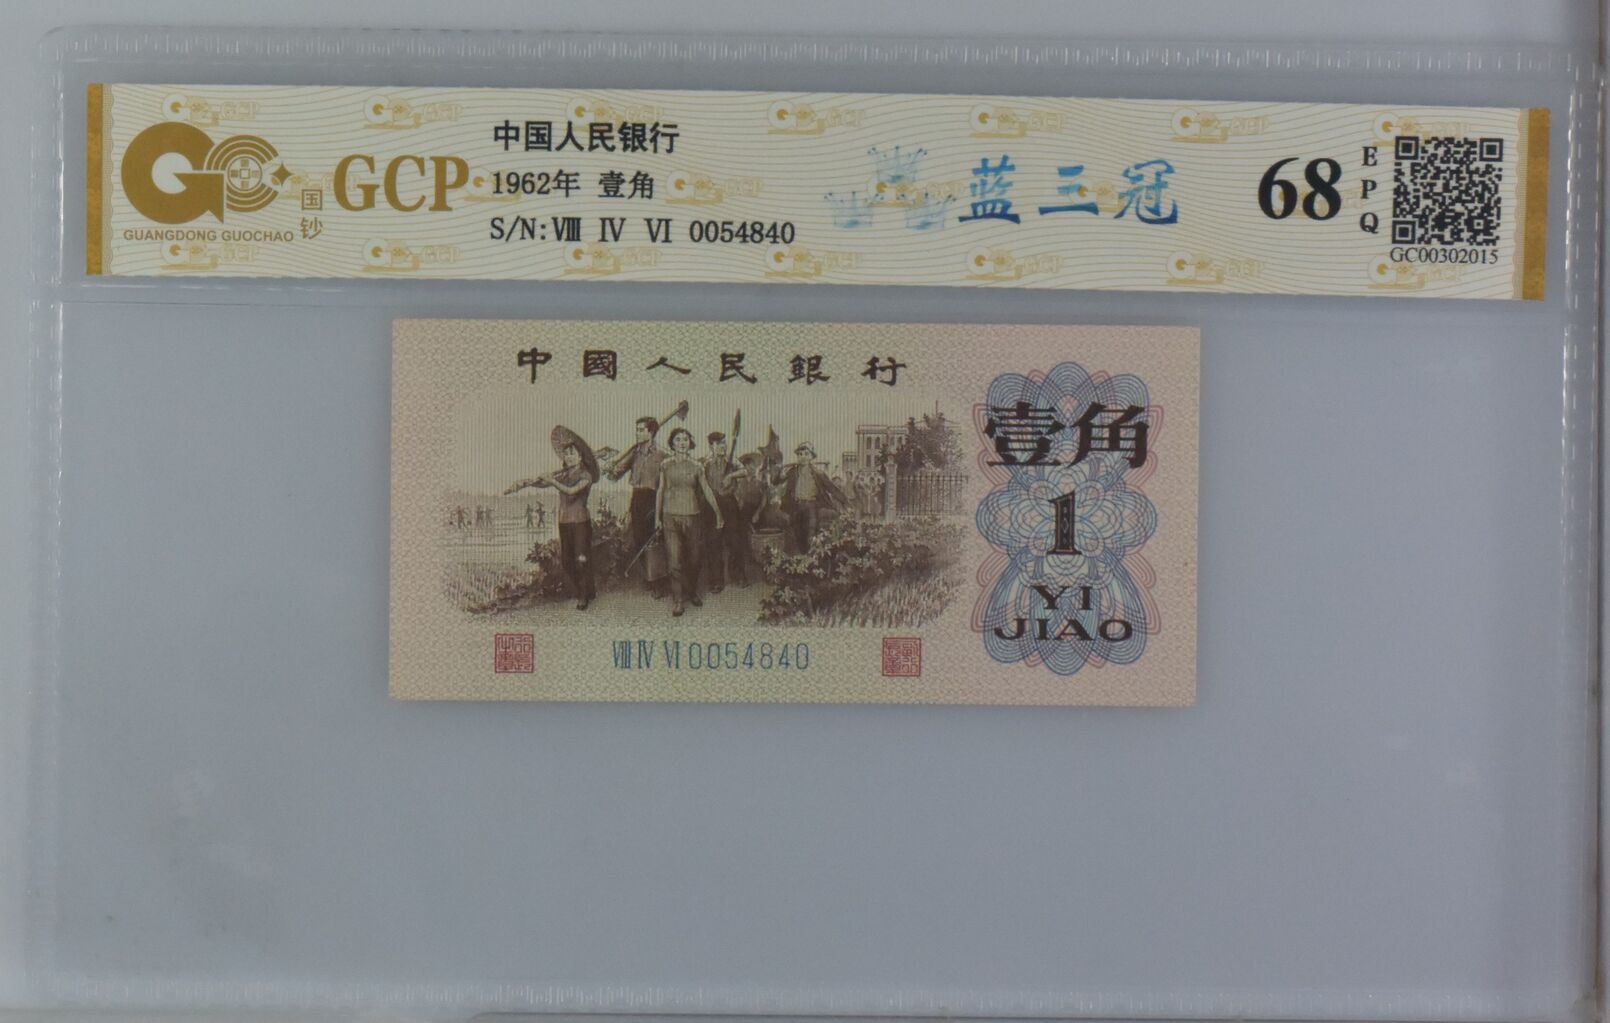 GC
国钞
GCP
GUANGDONG GUOCHAO
中国人民银行
1962年 壹角
S/N:Ⅷ Ⅳ Ⅵ 0054840
蓝三冠
68
EPQ
GC00302015
中國人民銀行
壹角
1
YI
JIAO
Ⅷ Ⅳ Ⅵ 0054840